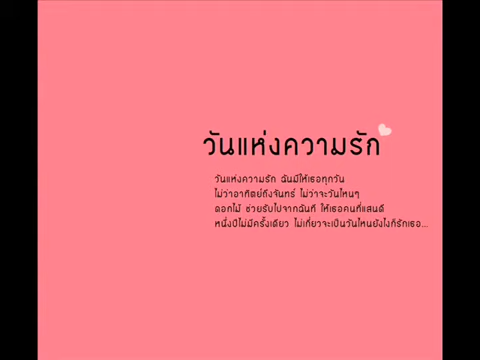 วันแห่งความรัก
วันแห่งความรัก ฉันมีให้เธอทุกวัน
ไม่ว่าอาทิตย์ถึงจันทร์ ไม่ว่าจะวันไหนๆ
ดอกไม้ ช่วยรับไปจากฉันที ให้เธอคนที่แสนดี
หนึ่งปีไม่มีครั้งเดียว ไม่เกี่ยวจะเป็นวันไหนยังไงก็รักเธอ...